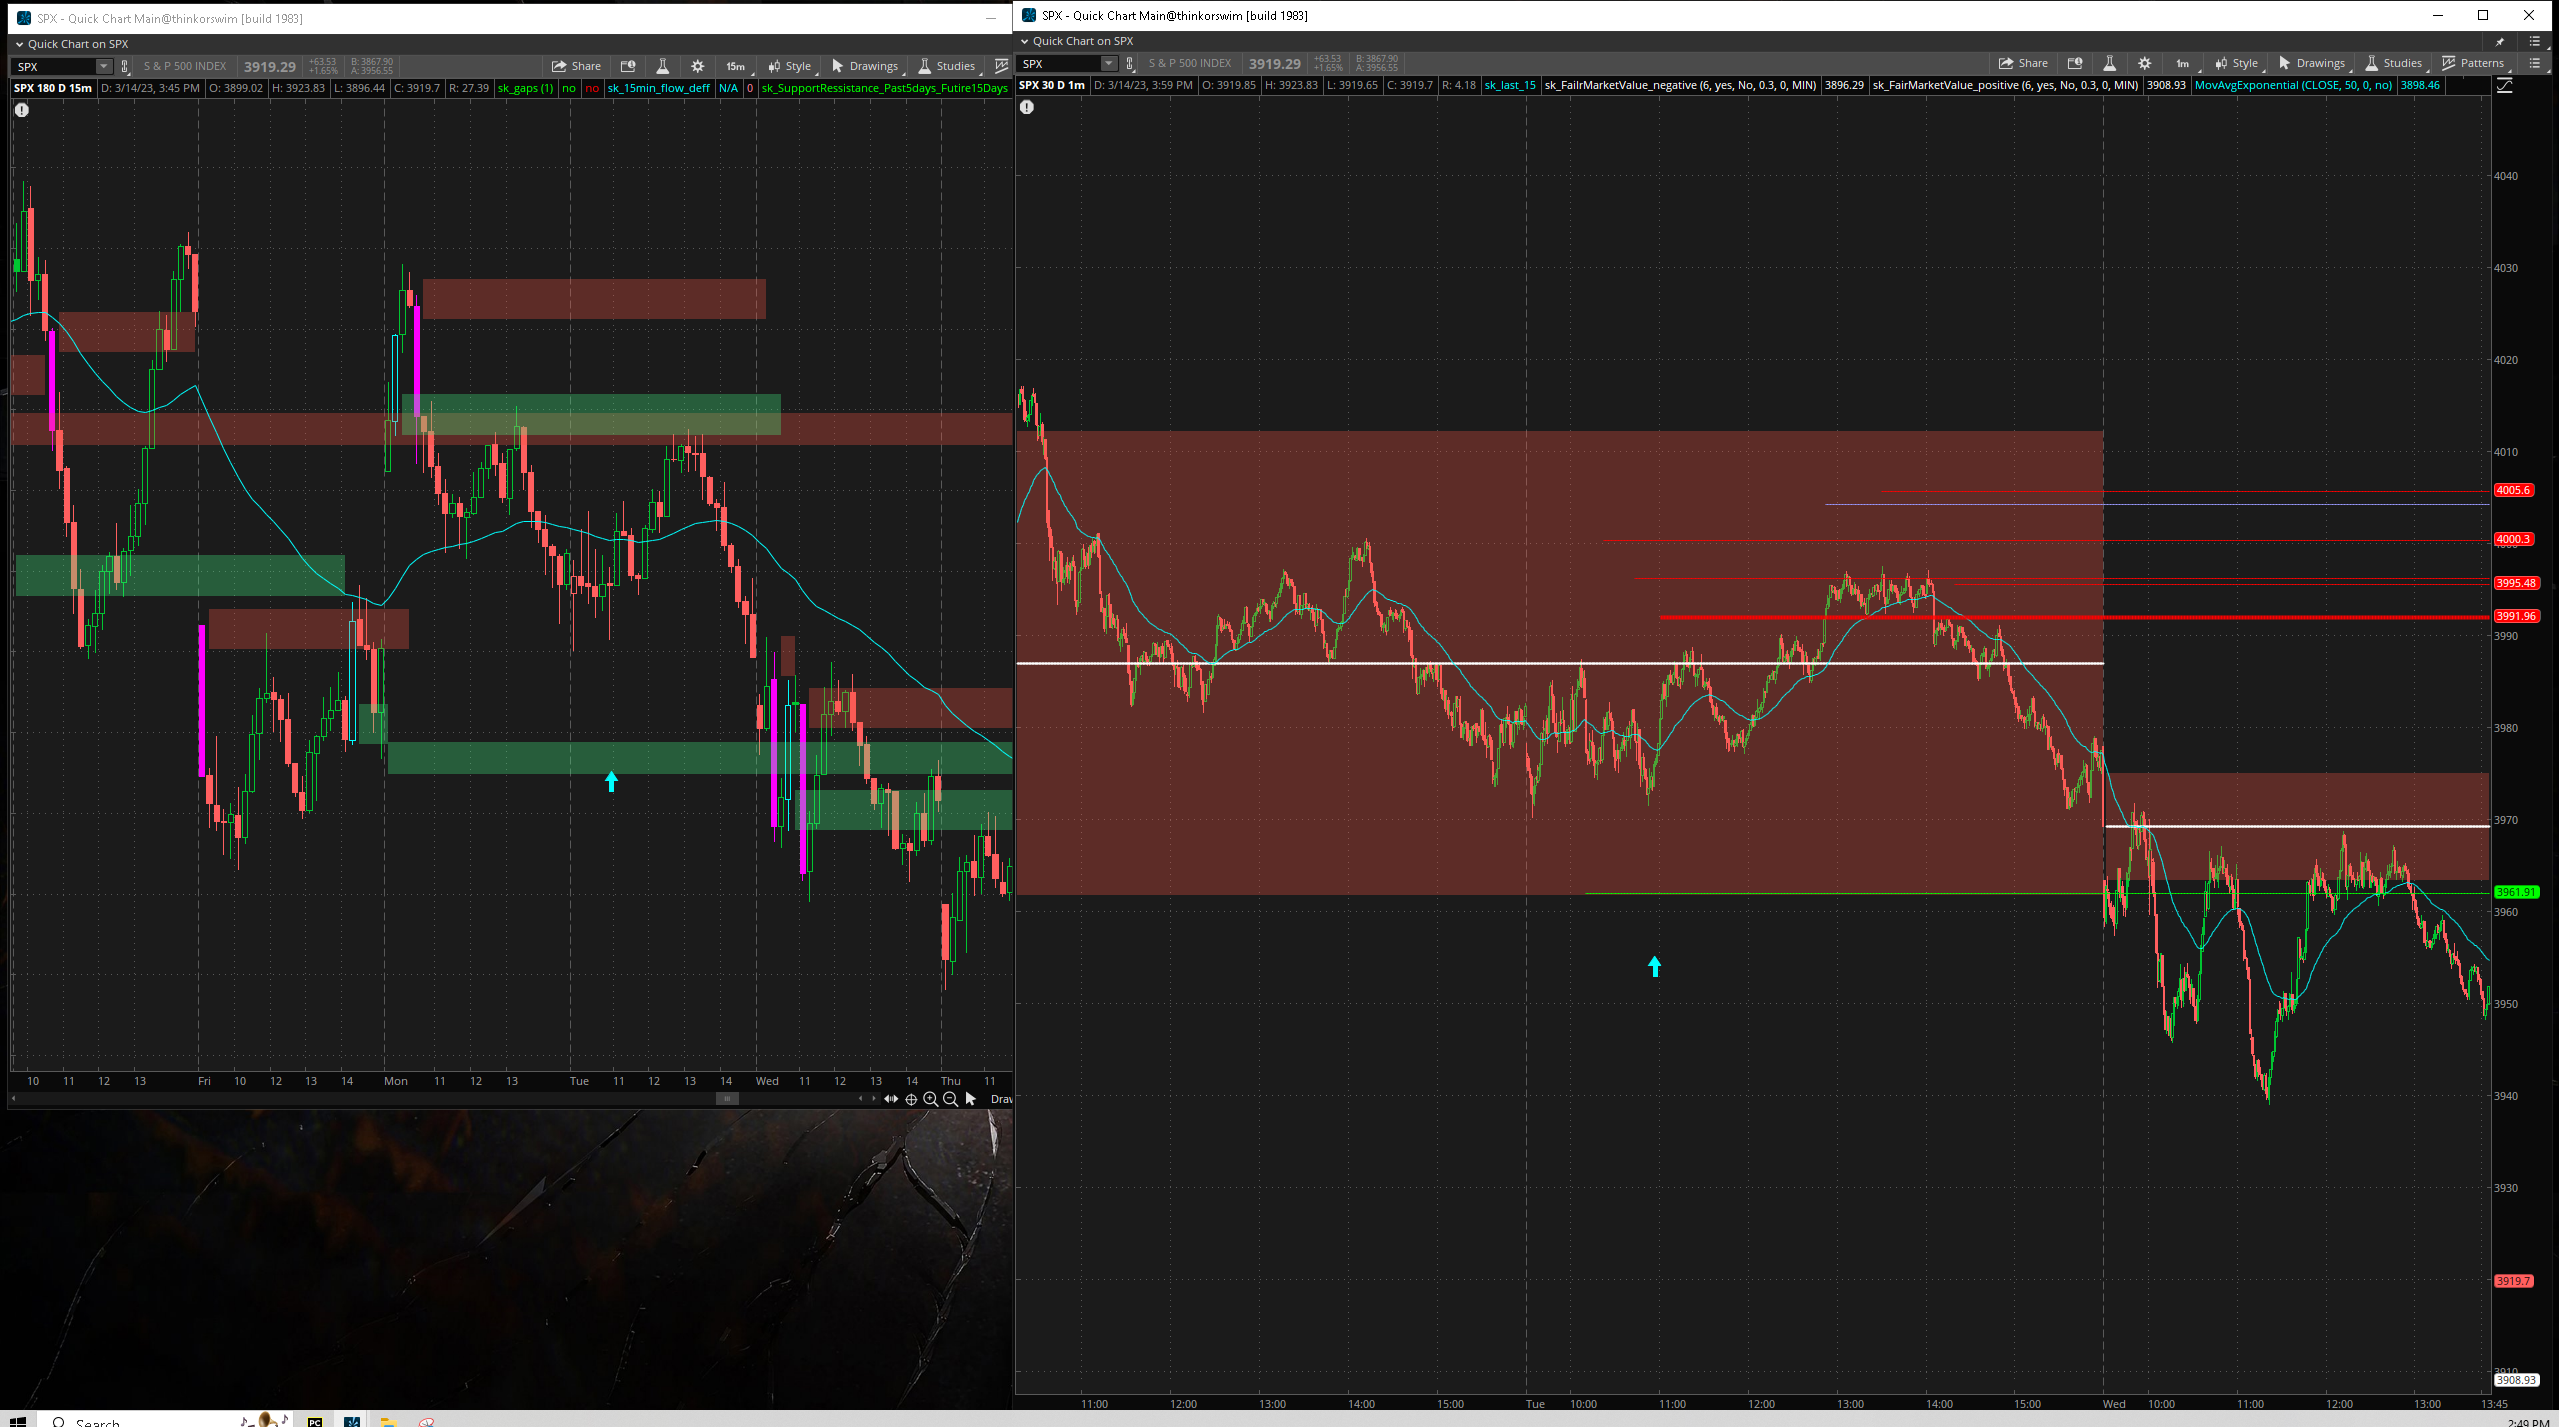 SPX - Quick Chart Main@thinkorswim [build 1983]
Quick Chart on SPX
SPX S & P 500 INDEX 3919.29 +63.53 +1.65% B: 3867.90 A: 3956.55 Share 15m Style Drawings Studies
SPX 180 D 15m D: 3/14/23, 3:45 PM O: 3899.02 H: 3923.83 L: 3896.44 C: 3919.7 R: 27.39 sk_gaps (1) no no sk_15min_flow_deff N/A 0 sk_SupportRessistance_Past5days_Futire15Days
10 11 12 13 Fri 10 12 13 14 Mon 11 12 13 Tue 11 12 13 14 Wed 11 12 13 14 Thu 11
Drav
SPX - Quick Chart Main@thinkorswim [build 1983]
Quick Chart on SPX
SPX S & P 500 INDEX 3919.29 +63.53 +1.65% B: 3867.90 A: 3956.55 Share 1m Style Drawings Studies Patterns
SPX 30 D 1m D: 3/14/23, 3:59 PM O: 3919.85 H: 3923.83 L: 3919.65 C: 3919.7 R: 4.18 sk_last_15 sk_FailrMarketValue_negative (6, yes, No, 0.3, 0, MIN) 3896.29 sk_FairMarketValue_positive (6, yes, No, 0.3, 0, MIN) 3908.93 MovAvgExponential (CLOSE, 50, 0, no) 3898.46
4040
4030
4020
4010
4005.6
4000.3
3995.48
3991.96
3990
3980
3970
3961.91
3960
3950
3940
3930
3919.7
3910
3908.93
11:00 12:00 13:00 14:00 15:00 Tue 10:00 11:00 12:00 13:00 14:00 15:00 Wed 10:00 11:00 12:00 13:00 13:45
Search
PC
2:49 PM